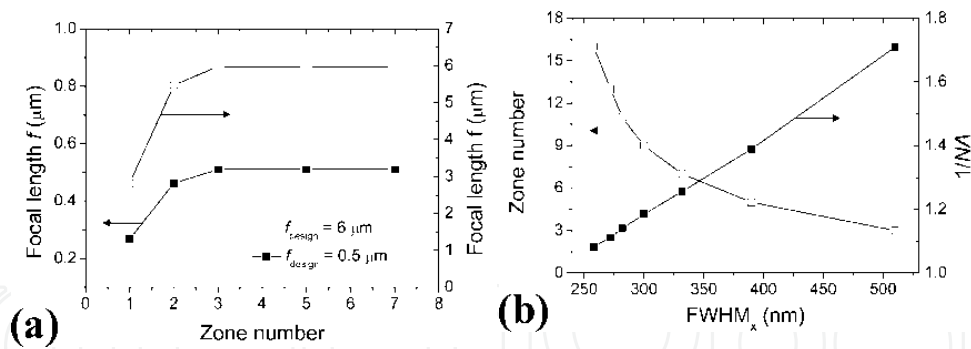 1.0
0.8
0.6
0.4
0.2
Focal length f (μm)
7
6
5
4
3
2
1
0
Focal length f (μm)
f design = 6 μm
f design = 0.5 μm
0 1 2 3 4 5 6 7 8
Zone number
(a)
18
15
12
9
6
3
0
Zone number
1.8
1.6
1.4
1.2
1.0
1/NA
250 300 350 400 450 500
FWHMx (nm)
(b)